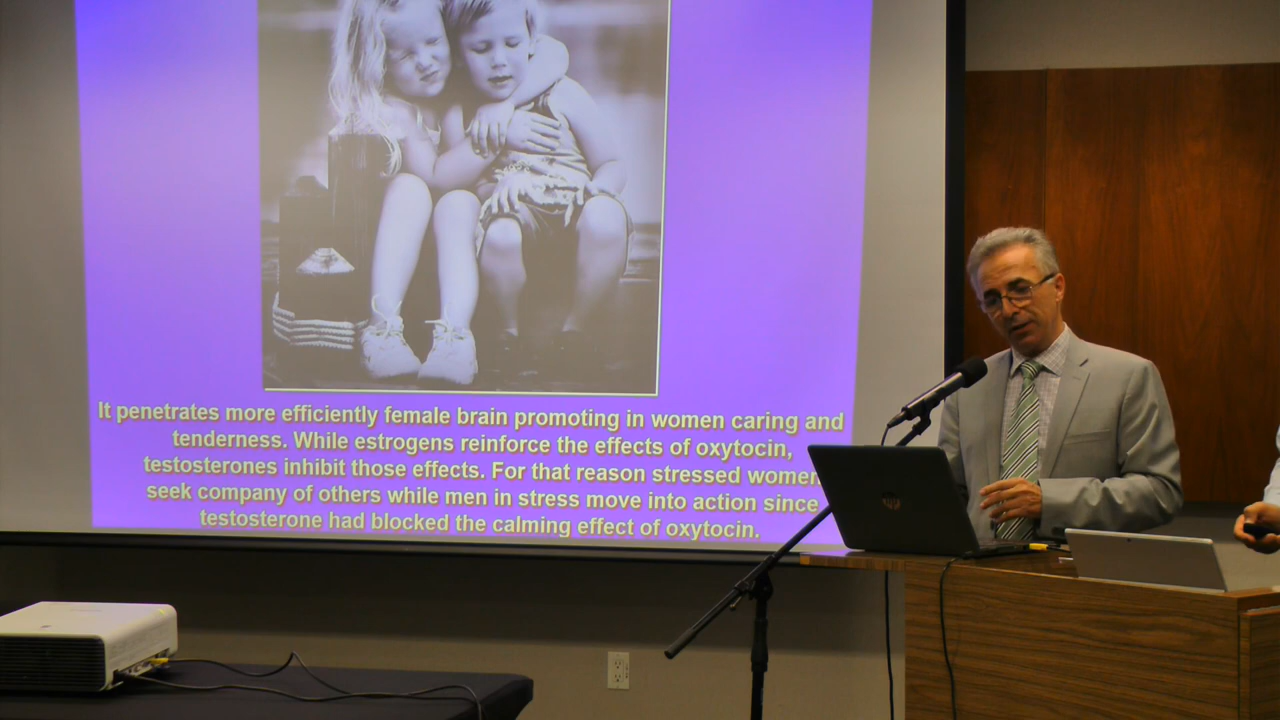 It penetrates more efficiently female brain promoting in women caring and
tenderness. While estrogens reinforce the effects of oxytocin,
testosterones inhibit those effects. For that reason stressed women
seek company of others while men in stress move into action since
testosterone had blocked the calming effect of oxytocin.
hp